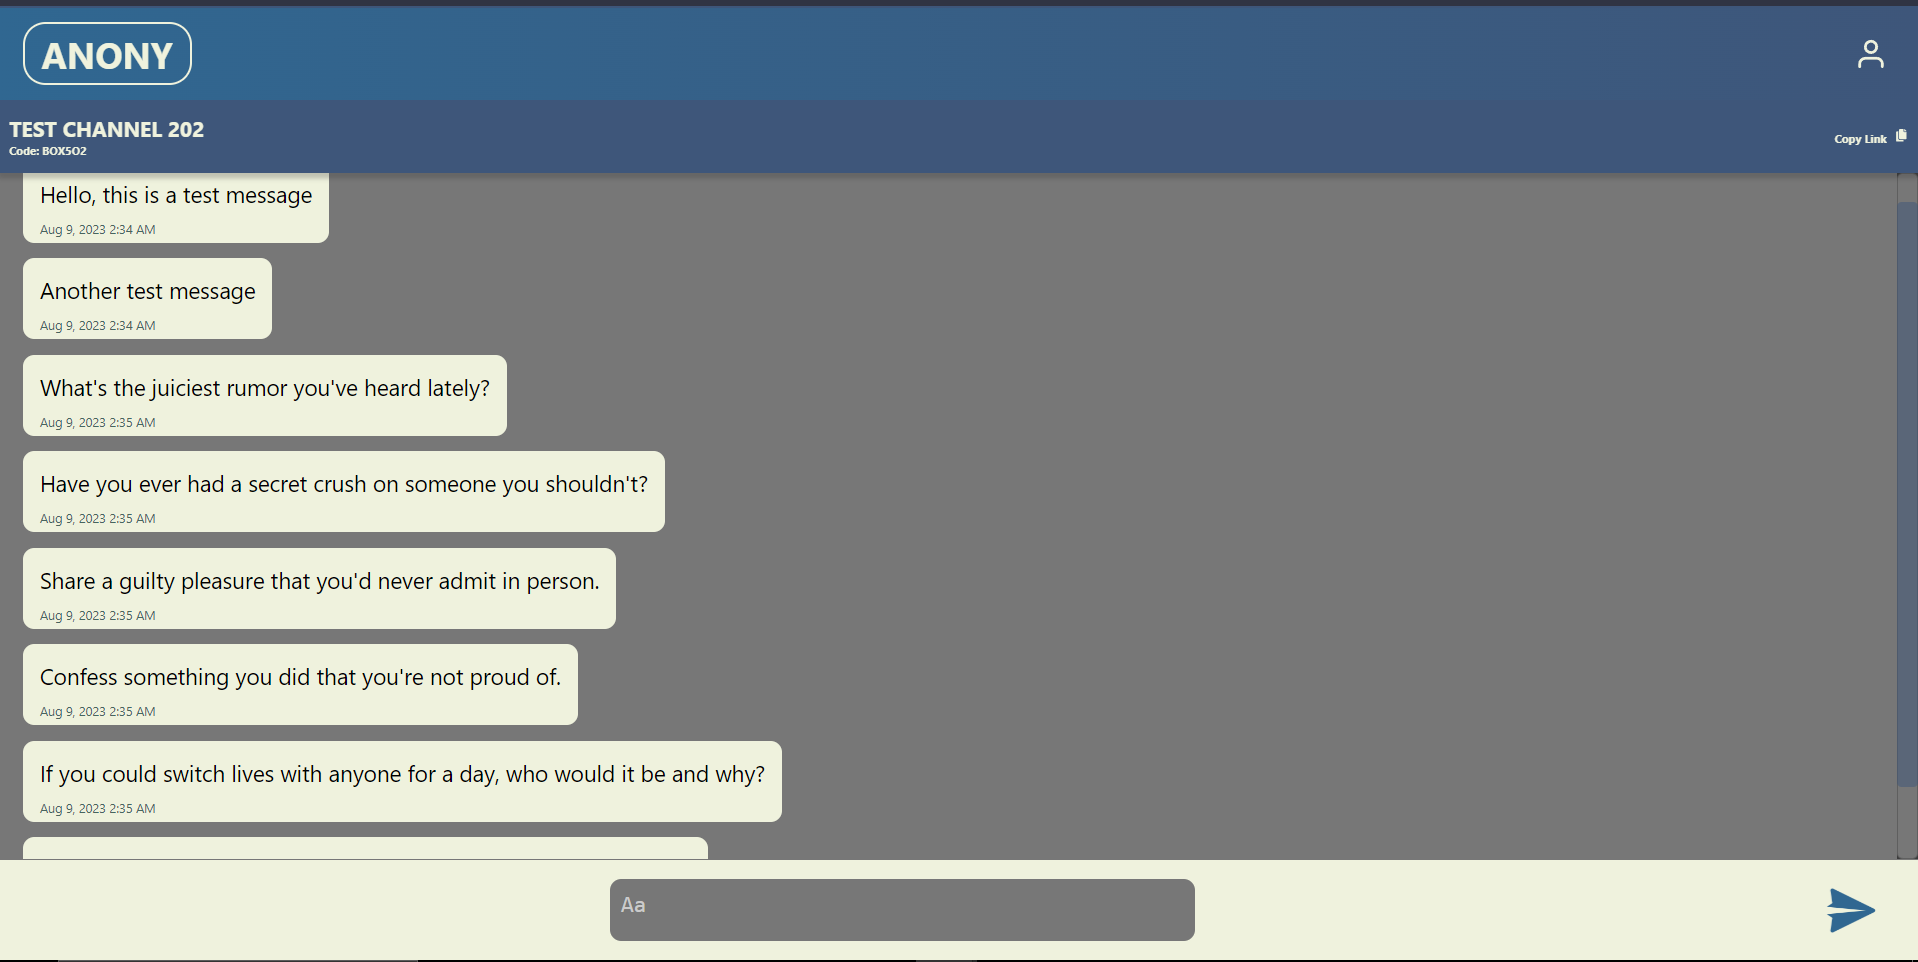 ANONY
TEST CHANNEL 202
Code: BOX5O2
Copy Link
Hello, this is a test message
Aug 9, 2023 2:34 AM
Another test message
Aug 9, 2023 2:34 AM
What's the juiciest rumor you've heard lately?
Aug 9, 2023 2:35 AM
Have you ever had a secret crush on someone you shouldn't?
Aug 9, 2023 2:35 AM
Share a guilty pleasure that you'd never admit in person.
Aug 9, 2023 2:35 AM
Confess something you did that you're not proud of.
Aug 9, 2023 2:35 AM
If you could switch lives with anyone for a day, who would it be and why?
Aug 9, 2023 2:35 AM
Aa